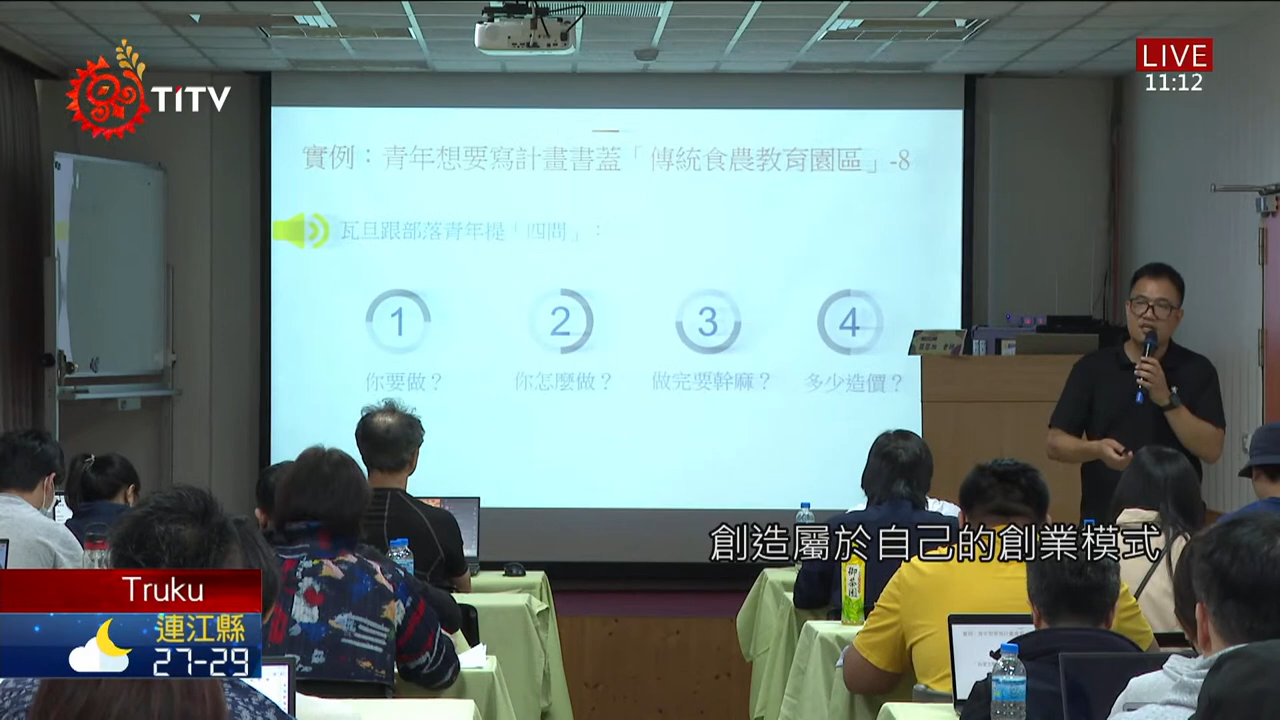 TiTV
LIVE
11:12
實例：青年想要寫計畫書蓋「傳統食農教育園區」-8
瓦旦跟部落青年提「四問」：
1
2
3
4
你要做？
你怎麼做？
做完要幹麻？
多少造價？
創造屬於自己的創業模式
御茶園
Truku
連江縣
27-29